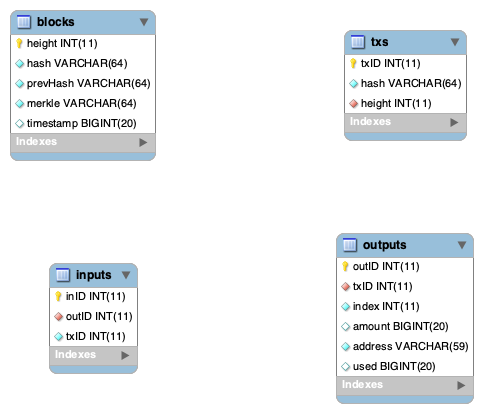 blocks
height INT(11)
hash VARCHAR(64)
prevHash VARCHAR(64)
merkle VARCHAR(64)
timestamp BIGINT(20)
Indexes
txs
txID INT(11)
hash VARCHAR(64)
height INT(11)
Indexes
inputs
inID INT(11)
outID INT(11)
txID INT(11)
Indexes
outputs
outID INT(11)
txID INT(11)
index INT(11)
amount BIGINT(20)
address VARCHAR(59)
used BIGINT(20)
Indexes